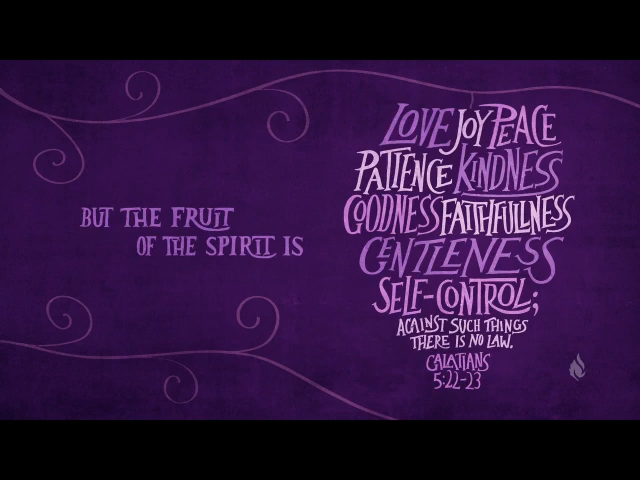 BUT THE FRUIT
OF THE SPIRIT IS
LOVE JOY PEACE
PATIENCE KINDNESS
GOODNESS FAITHFULLNESS
GENTLENESS
SELF-CONTROL;
AGAINST SUCH THINGS
THERE IS NO LAW.
GALATIANS
5:22-23